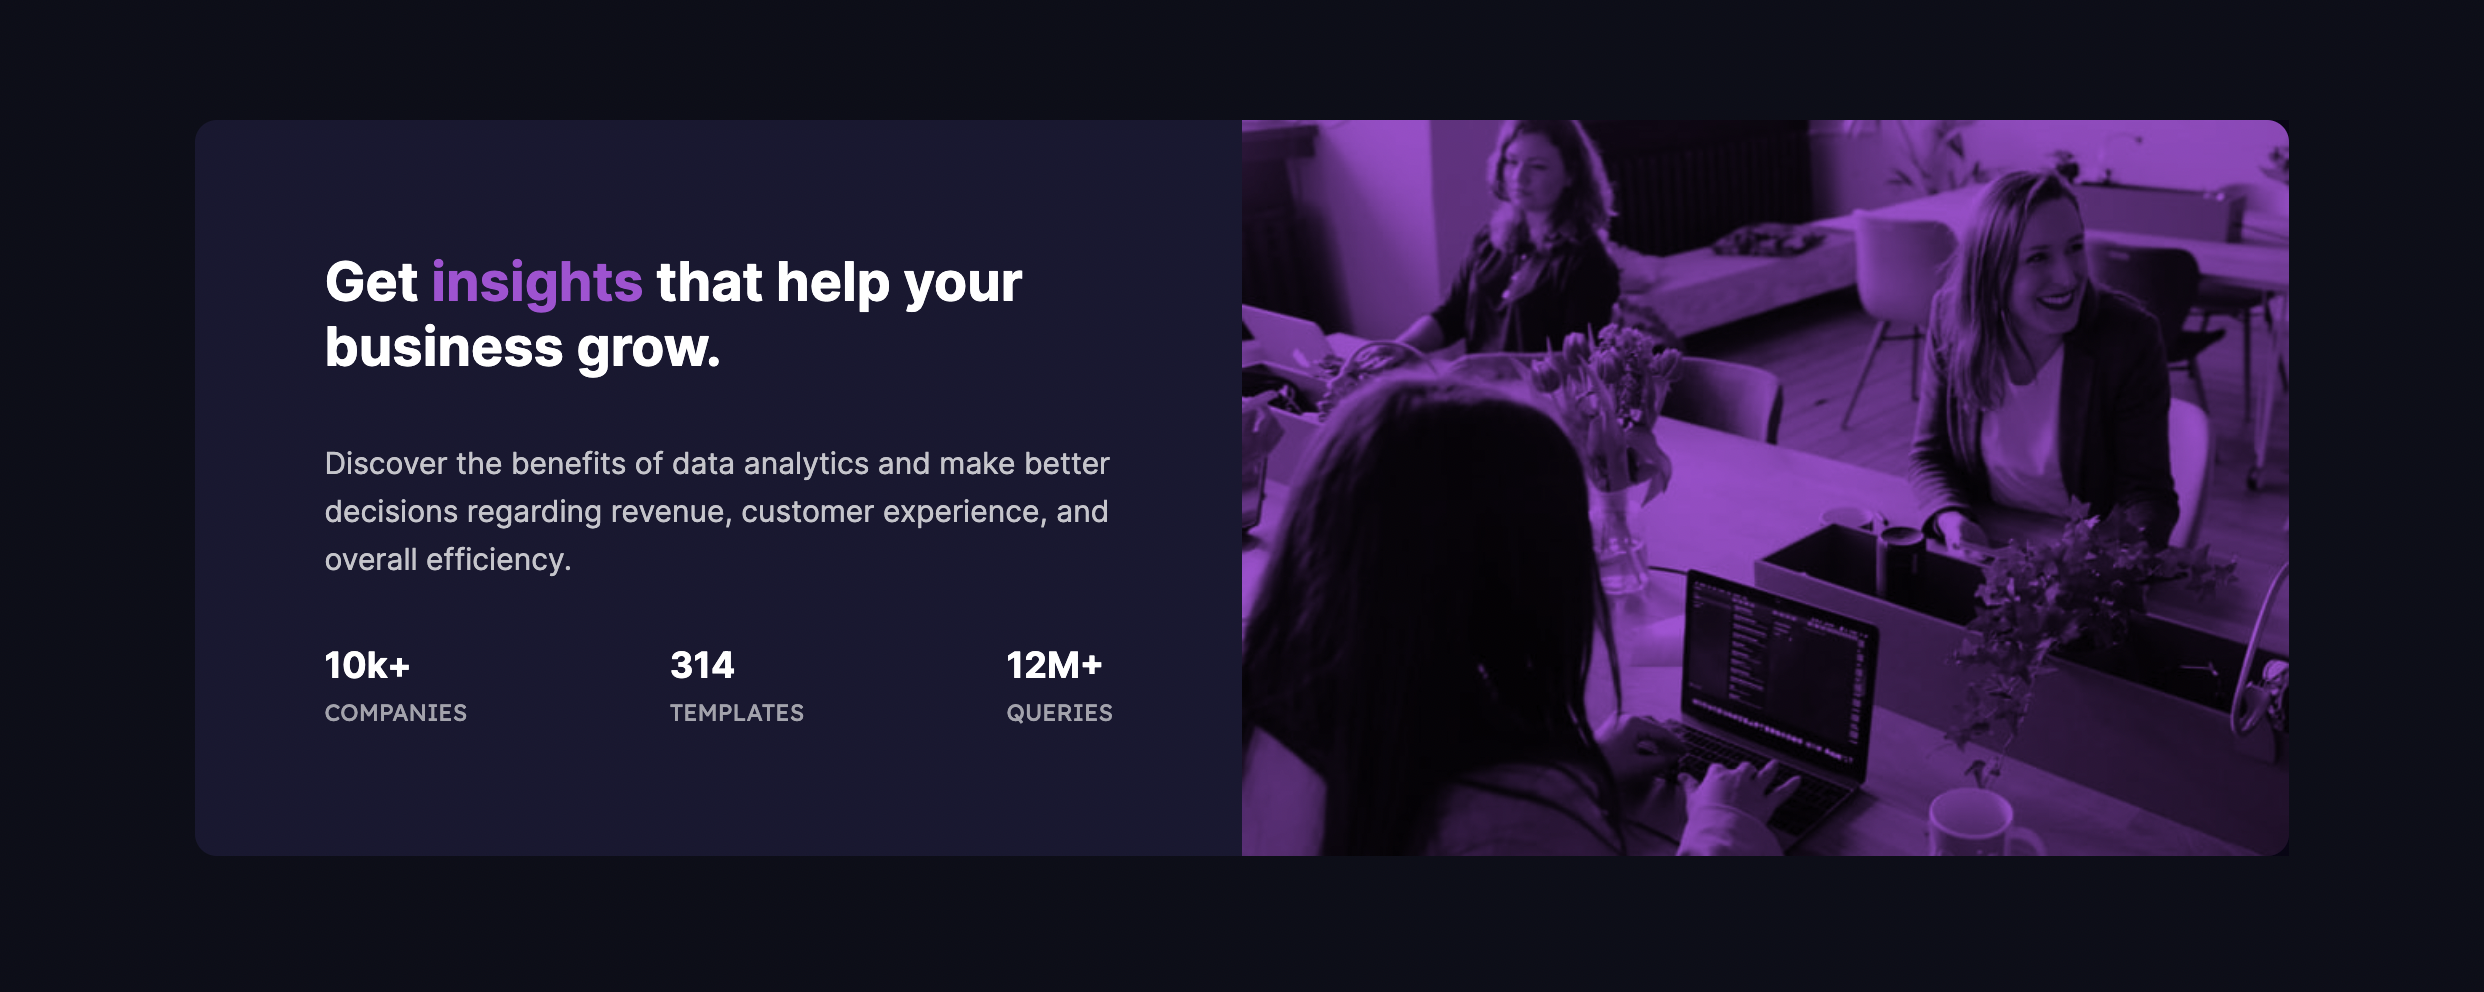 Get insights that help your
business grow.
Discover the benefits of data analytics and make better
decisions regarding revenue, customer experience, and
overall efficiency.
10k+
COMPANIES
314
TEMPLATES
12M+
QUERIES